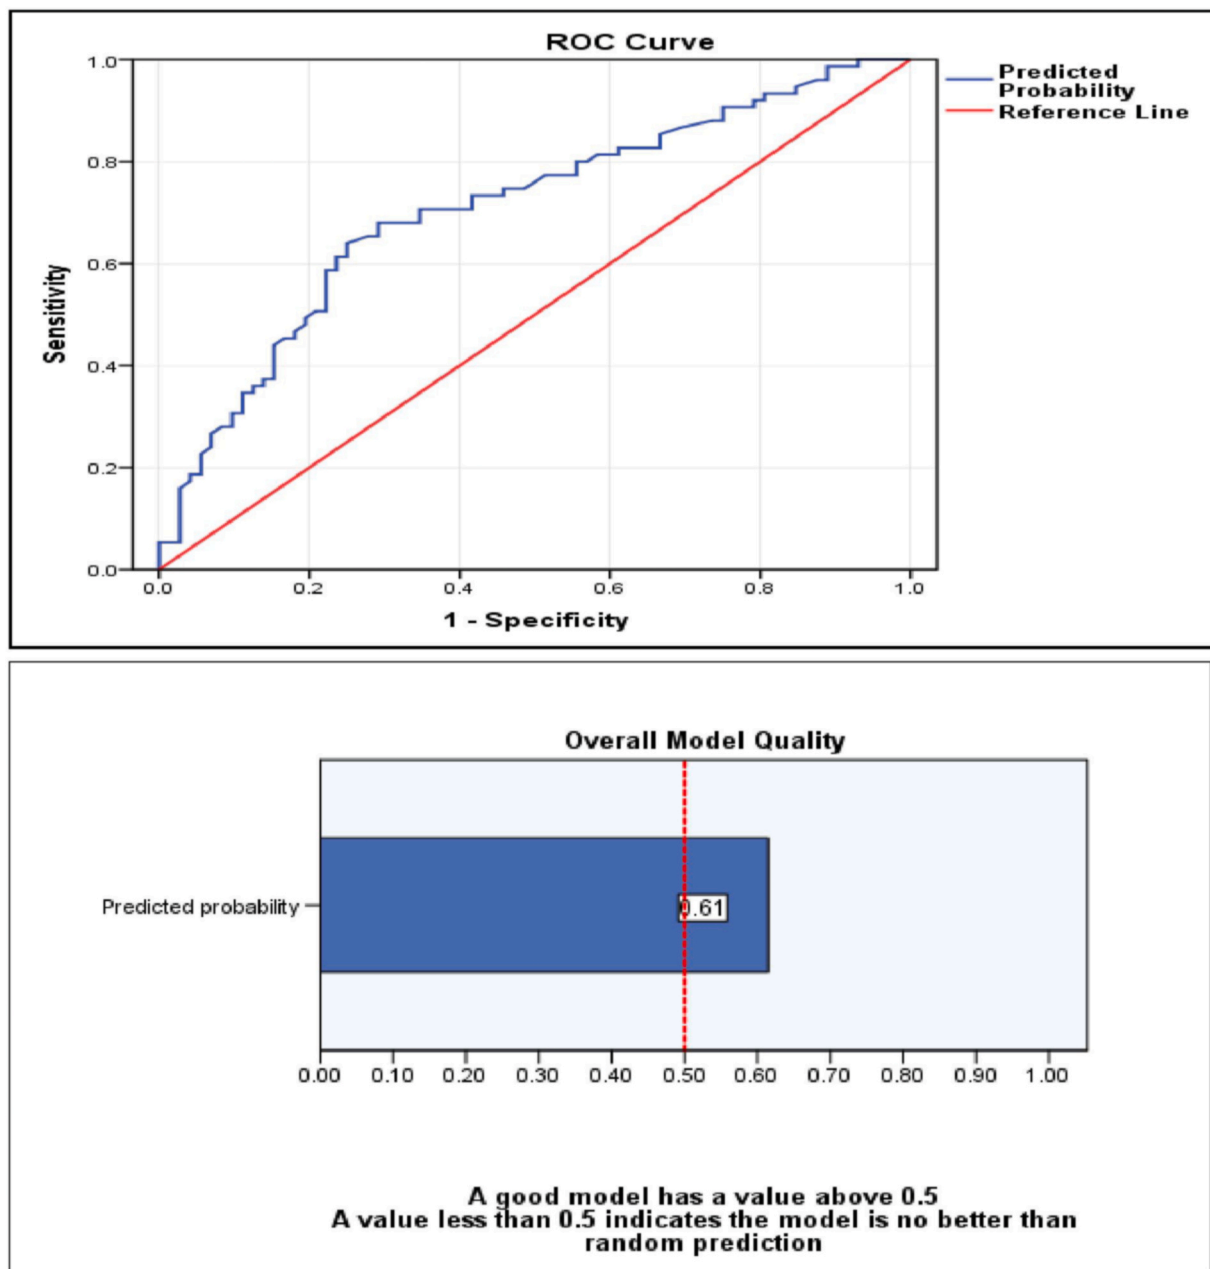 ROC Curve
Predicted
Probability
Reference Line
1.0
0.8
0.6
0.4
0.2
0.0
Sensitivity
0.0 0.2 0.4 0.6 0.8 1.0
1 - Specificity
Overall Model Quality
Predicted probability
0.61
0.00 0.10 0.20 0.30 0.40 0.50 0.60 0.70 0.80 0.90 1.00
A good model has a value above 0.5
A value less than 0.5 indicates the model is no better than
random prediction